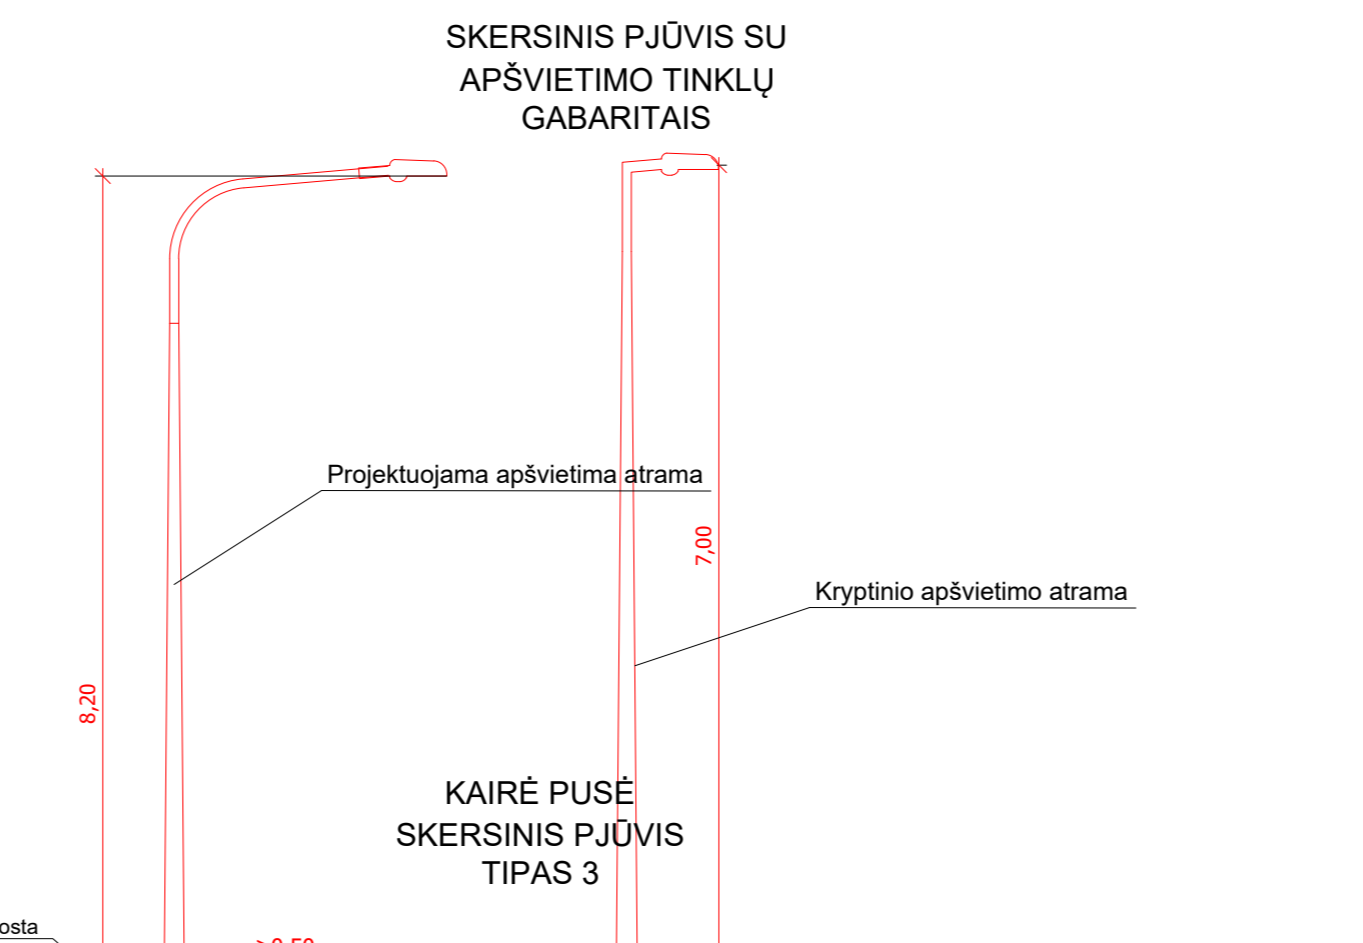 SKERSINIS PJŪVIS SU
APŠVIETIMO TINKLŲ
GABARITAIS
Projektuojama apšvietima atrama
7,00
Kryptinio apšvietimo atrama
8,20
KAIRĖ PUSĖ
SKERSINIS PJŪVIS
TIPAS 3
osta